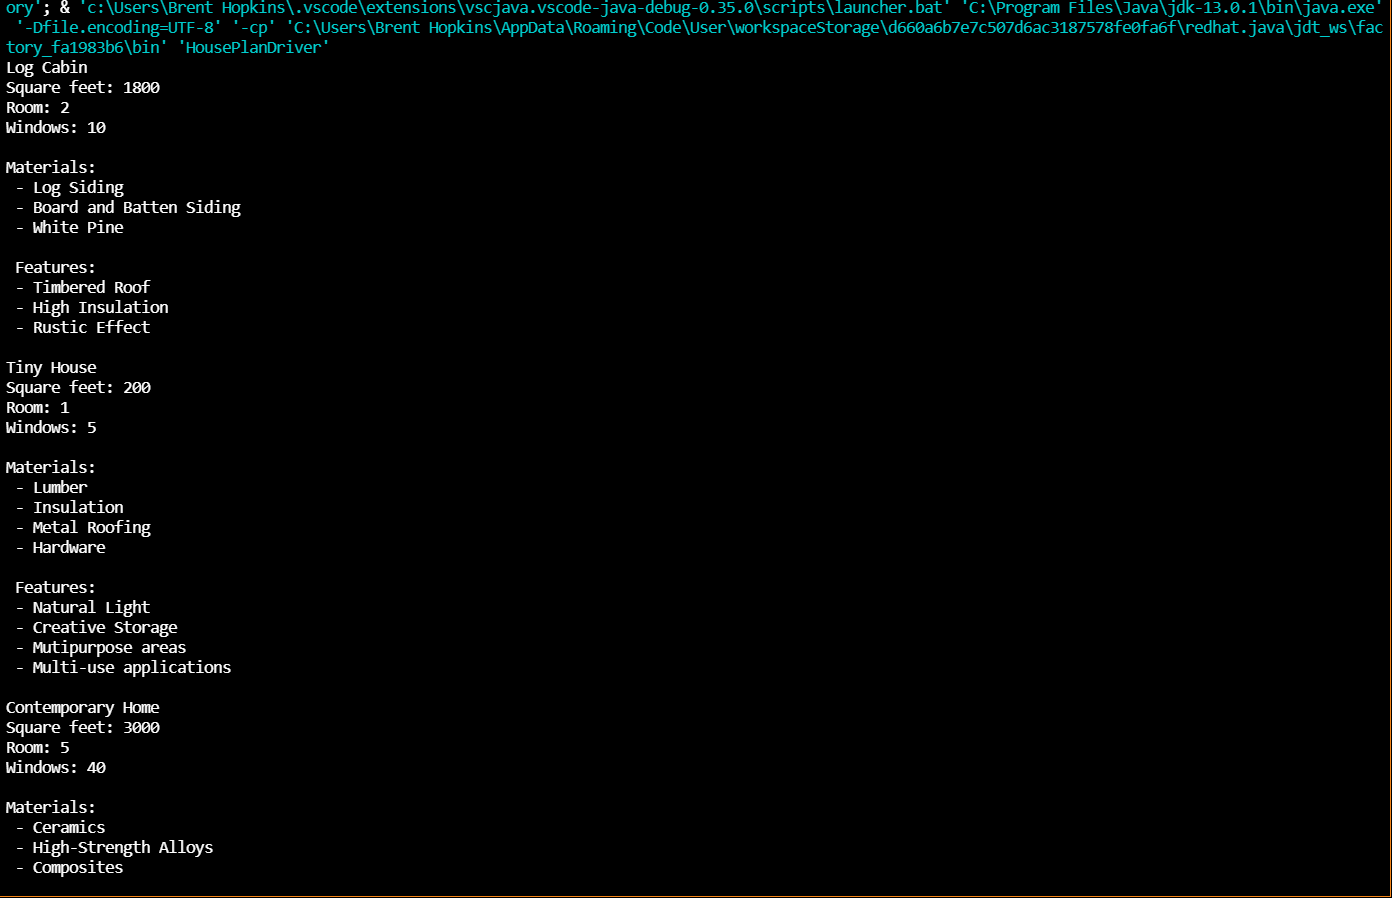 ory'; & 'c:\Users\Brent Hopkins\.vscode\extensions\vscjava.vscode-java-debug-0.35.0\scripts\launcher.bat' 'C:\Program Files\Java\jdk-13.0.1\bin\java.exe'
'-Dfile.encoding=UTF-8' '-cp' 'C:\Users\Brent Hopkins\AppData\Roaming\Code\User\workspaceStorage\d660a6b7e7c507d6ac3187578fe0fa6f\redhat.java\jdt_ws\fac
tory_fa1983b6\bin' 'HousePlanDriver'
Log Cabin
Square feet: 1800
Room: 2
Windows: 10
Materials:
- Log Siding
- Board and Batten Siding
- White Pine
Features:
- Timbered Roof
- High Insulation
- Rustic Effect
Tiny House
Square feet: 200
Room: 1
Windows: 5
Materials:
- Lumber
- Insulation
- Metal Roofing
- Hardware
Features:
- Natural Light
- Creative Storage
- Mutipurpose areas
- Multi-use applications
Contemporary Home
Square feet: 3000
Room: 5
Windows: 40
Materials:
- Ceramics
- High-Strength Alloys
- Composites